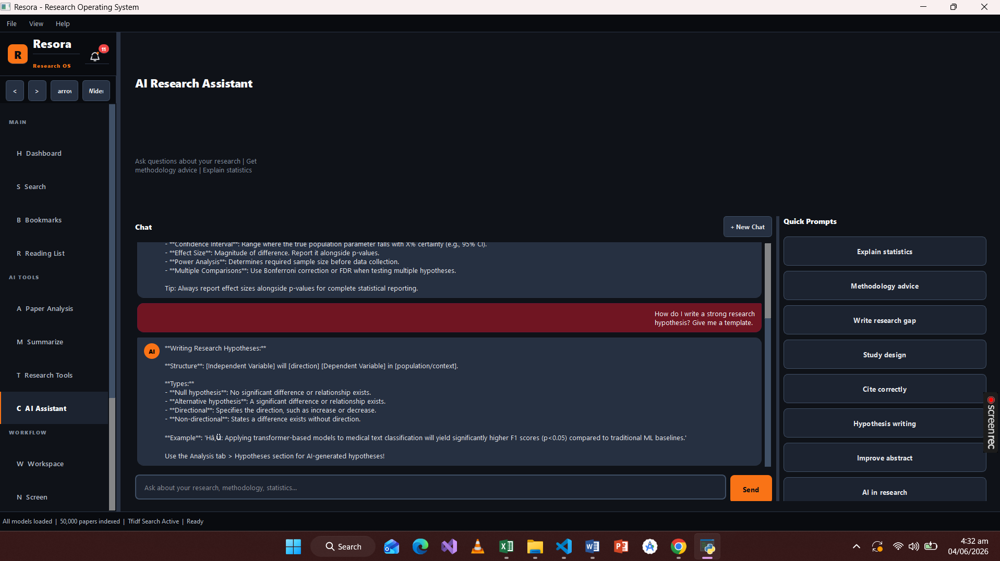 Resora - Research Operating System
File View Help
R
Resora
Research OS
11
< > arrov Wider
MAIN
H Dashboard
S Search
B Bookmarks
R Reading List
AI TOOLS
A Paper Analysis
M Summarize
T Research Tools
C AI Assistant
WORKFLOW
W Workspace
N Screen
AI Research Assistant
Ask questions about your research | Get
methodology advice | Explain statistics
Chat
+ New Chat
- **Confidence Interval**: Range where the true population parameter falls with X% certainty (e.g., 95% CI).
- **Effect Size**: Magnitude of difference. Report it alongside p-values.
- **Power Analysis**: Determines required sample size before data collection.
- **Multiple Comparisons**: Use Bonferroni correction or FDR when testing multiple hypotheses.
Tip: Always report effect sizes alongside p-values for complete statistical reporting.
How do I write a strong research
hypothesis? Give me a template.
AI
**Writing Research Hypotheses:**
**Structure**: [Independent Variable] will [direction] [Dependent Variable] in [population/context].
**Types:**
- **Null hypothesis**: No significant difference or relationship exists.
- **Alternative hypothesis**: A significant difference or relationship exists.
- **Directional**: Specifies the direction, such as increase or decrease.
- **Non-directional**: States a difference exists without direction.
**Example**: 'Hâ‚ü: Applying transformer-based models to medical text classification will yield significantly higher F1 scores (p<0.05) compared to traditional ML baselines.'
Use the Analysis tab > Hypotheses section for AI-generated hypotheses!
Ask about your research, methodology, statistics...
Send
Quick Prompts
Explain statistics
Methodology advice
Write research gap
Study design
Cite correctly
Hypothesis writing
Improve abstract
AI in research
screenrec
All models loaded | 50,000 papers indexed | Tfidf Search Active | Ready
Search
4:32 am
04/06/2026